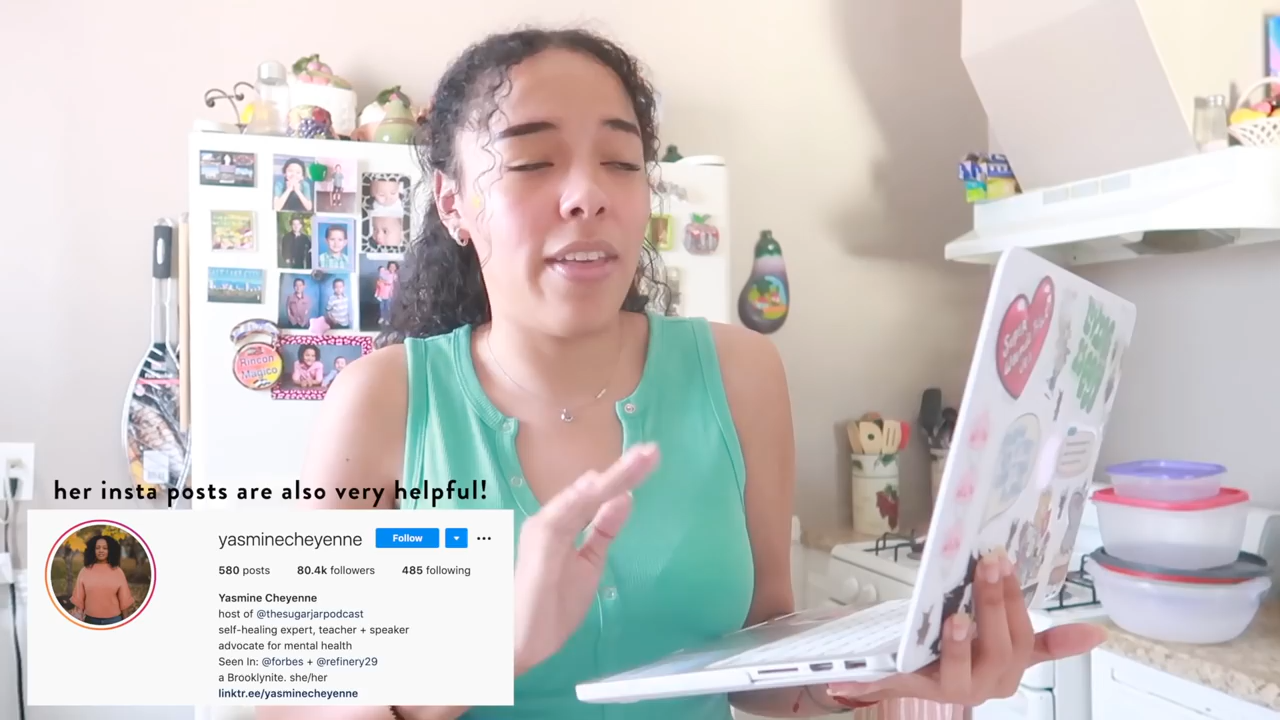 Rincon
Magico
her insta posts are also very helpful!
yasminecheyenne
Follow
580 posts 80.4k followers 485 following
Yasmine Cheyenne
host of @thesugarjarpodcast
self-healing expert, teacher + speaker
advocate for mental health
Seen In: @forbes + @refinery29
a Brooklynite. she/her
linktr.ee/yasminecheyenne